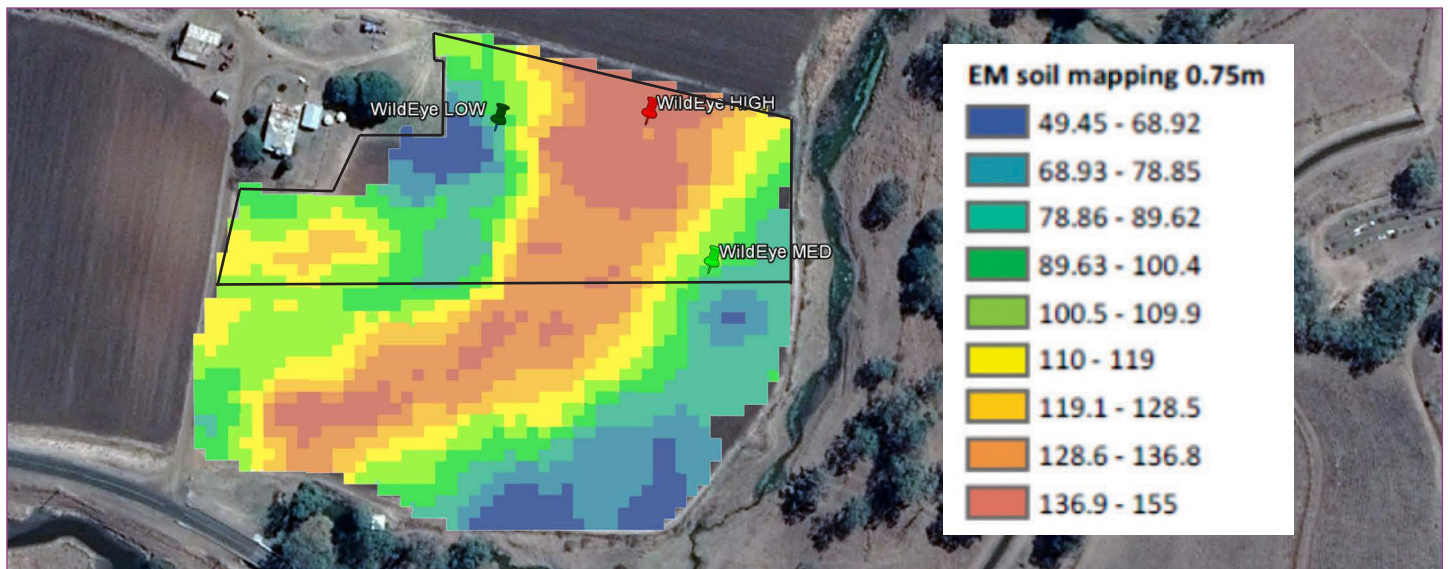 WildEye LOW
WildEye HIGH
WildEye MED
EM soil mapping 0.75m
49.45 - 68.92
68.93 - 78.85
78.86 - 89.62
89.63 - 100.4
100.5 - 109.9
110 - 119
119.1 - 128.5
128.6 - 136.8
136.9 - 155